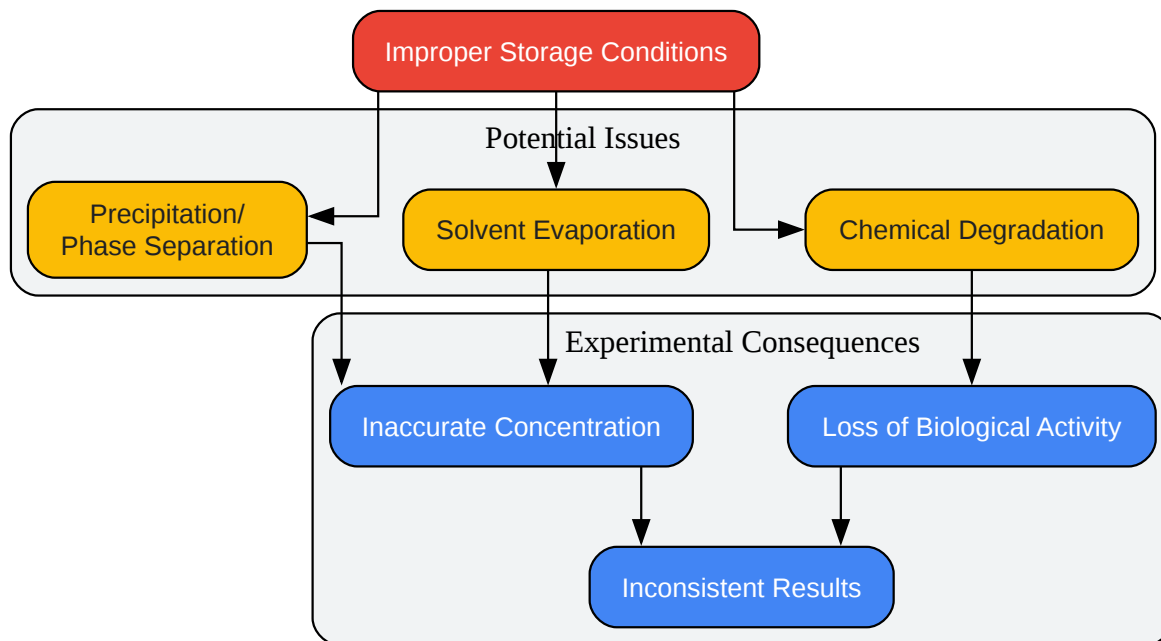 Improper Storage Conditions
Potential Issues
Precipitation/
Phase Separation
Solvent Evaporation
Chemical Degradation
Experimental Consequences
Inaccurate Concentration
Loss of Biological Activity
Inconsistent Results